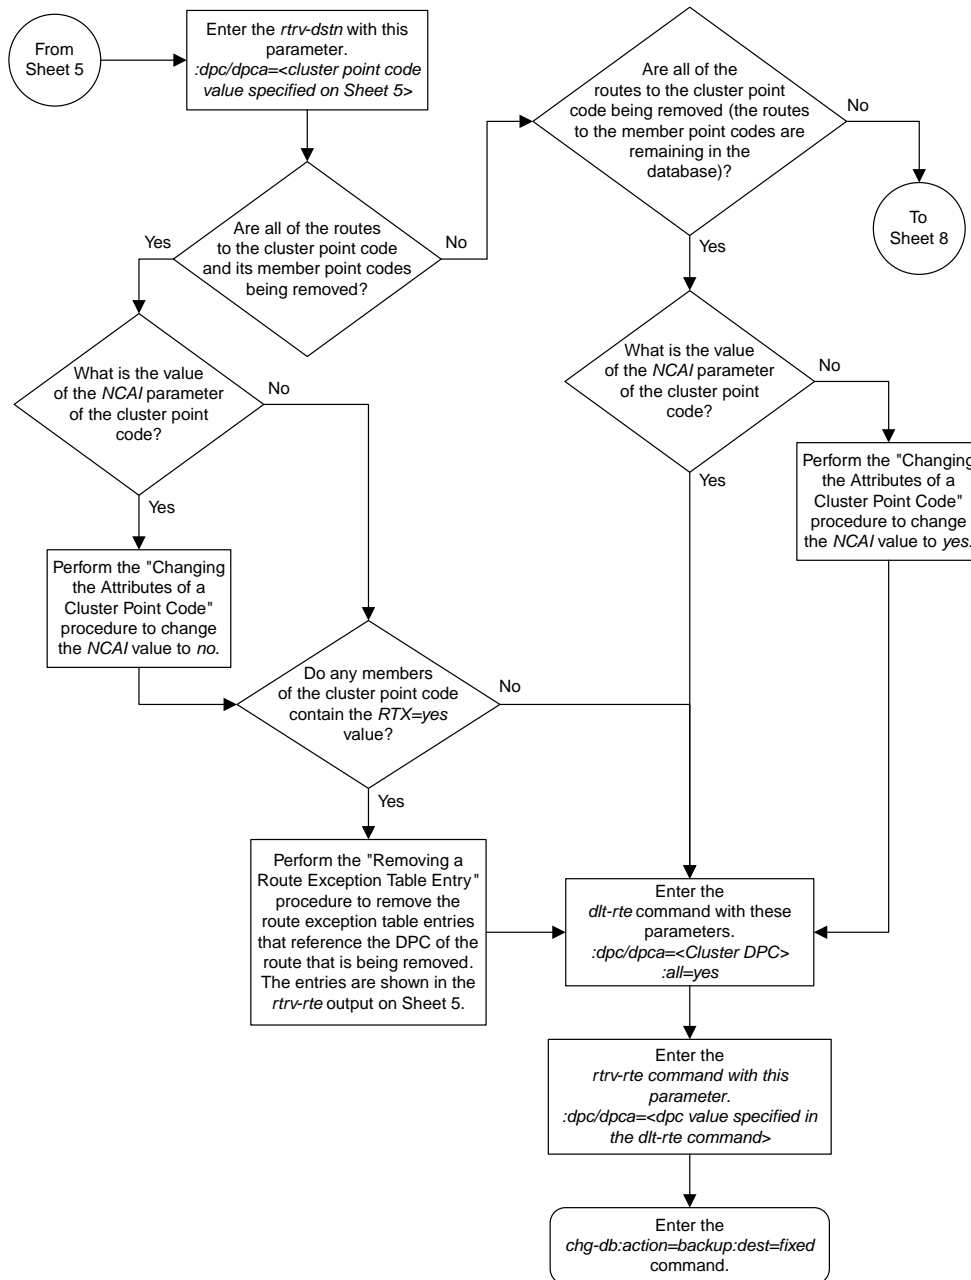 From
Sheet 5
Enter the rtrv-dstn with this
parameter.
:dpc/dpca=<cluster point code
value specified on Sheet 5>
Are all of the
routes to the cluster point
code being removed (the routes
to the member point codes are
remaining in the
database)?
No
To
Sheet 8
Yes
Are all of the routes
to the cluster point code
and its member point codes
being removed?
Yes
No
What is the value
of the NCAI parameter
of the cluster point
code?
No
Yes
What is the value
of the NCAI parameter
of the cluster point
code?
No
Yes
Perform the "Changing
the Attributes of a
Cluster Point Code"
procedure to change
the NCAI value to yes.
Perform the "Changing
the Attributes of a
Cluster Point Code"
procedure to change
the NCAI value to no.
Do any members
of the cluster point code
contain the RTX=yes
value?
No
Yes
Perform the "Removing a
Route Exception Table Entry"
procedure to remove the
route exception table entries
that reference the DPC of the
route that is being removed.
The entries are shown in the
rtrv-rte output on Sheet 5.
Enter the
dlt-rte command with these
parameters.
:dpc/dpca=<Cluster DPC>
:all=yes
Enter the
rtrv-rte command with this
parameter.
:dpc/dpca=<dpc value specified in
the dlt-rte command>
Enter the
chg-db:action=backup:dest=fixed
command.